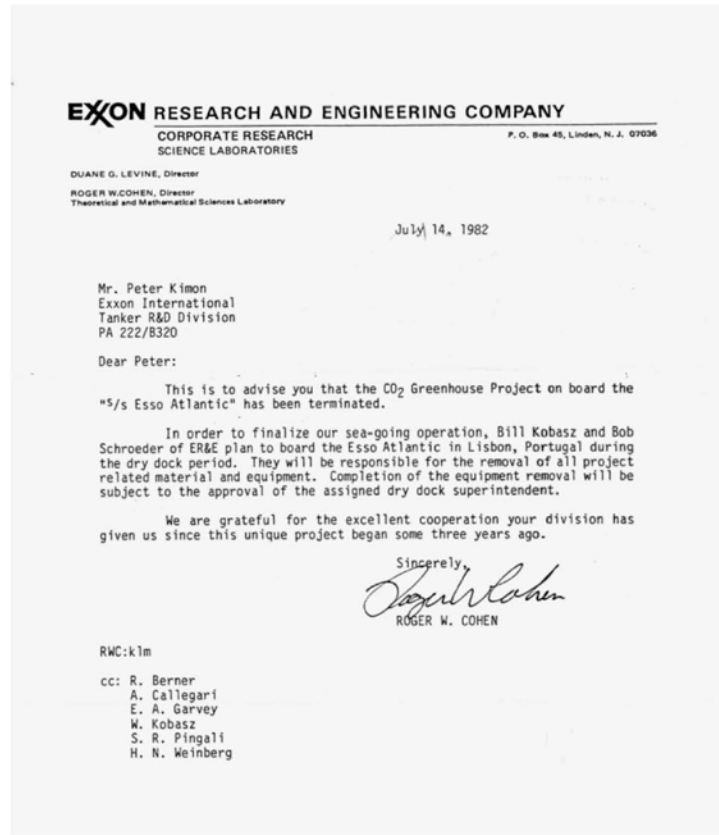 EXXON RESEARCH AND ENGINEERING COMPANY
CORPORATE RESEARCH
SCIENCE LABORATORIES
P. O. Box 45, Linden, N. J. 07036
DUANE G. LEVINE, Director
ROGER W.COHEN, Director
Theoretical and Mathematical Sciences Laboratory
July 14, 1982
Mr. Peter Kimon
Exxon International
Tanker R&D Division
PA 222/B320
Dear Peter:
This is to advise you that the CO2 Greenhouse Project on board the
"S/s Esso Atlantic" has been terminated.
In order to finalize our sea-going operation, Bill Kobasz and Bob
Schroeder of ER&E plan to board the Esso Atlantic in Lisbon, Portugal during
the dry dock period. They will be responsible for the removal of all project
related material and equipment. Completion of the equipment removal will be
subject to the approval of the assigned dry dock superintendent.
We are grateful for the excellent cooperation your division has
given us since this unique project began some three years ago.
Sincerely,
Roger W Cohen
ROGER W. COHEN
RWC:klm
cc: R. Berner
A. Callegari
E. A. Garvey
W. Kobasz
S. R. Pingali
H. N. Weinberg